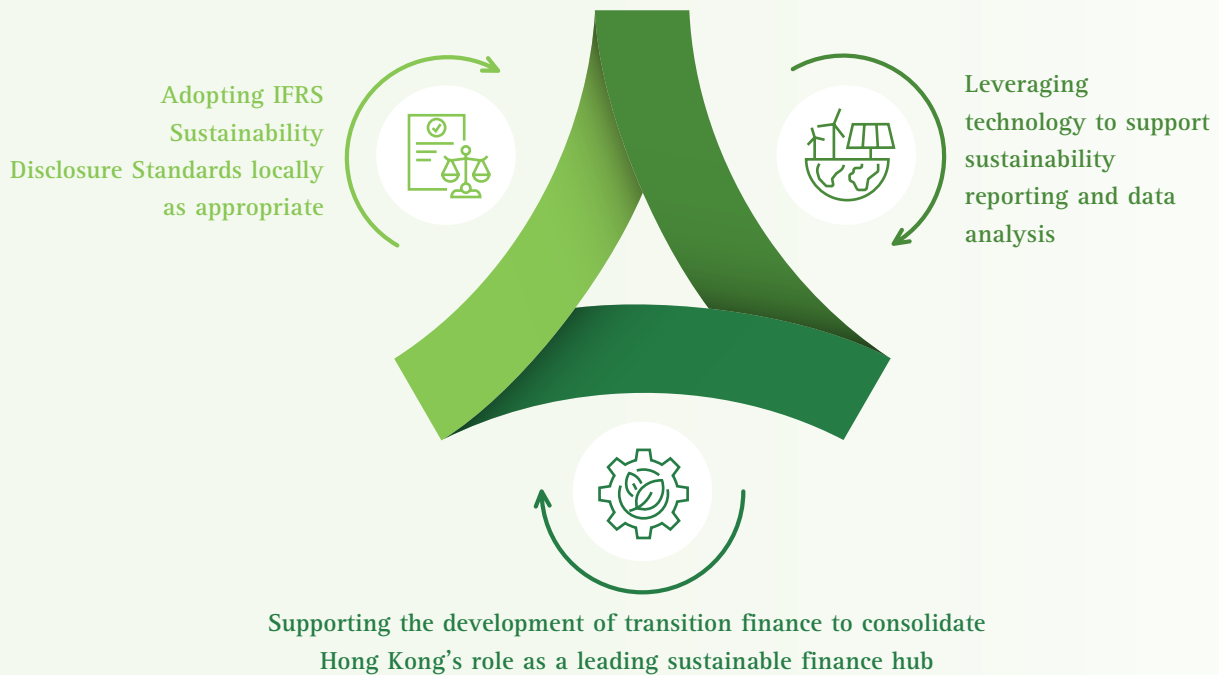 Adopting IFRS
Sustainability
Disclosure Standards locally
as appropriate
Leveraging
technology to support
sustainability
reporting and data
analysis
Supporting the development of transition finance to consolidate
Hong Kong’s role as a leading sustainable finance hub